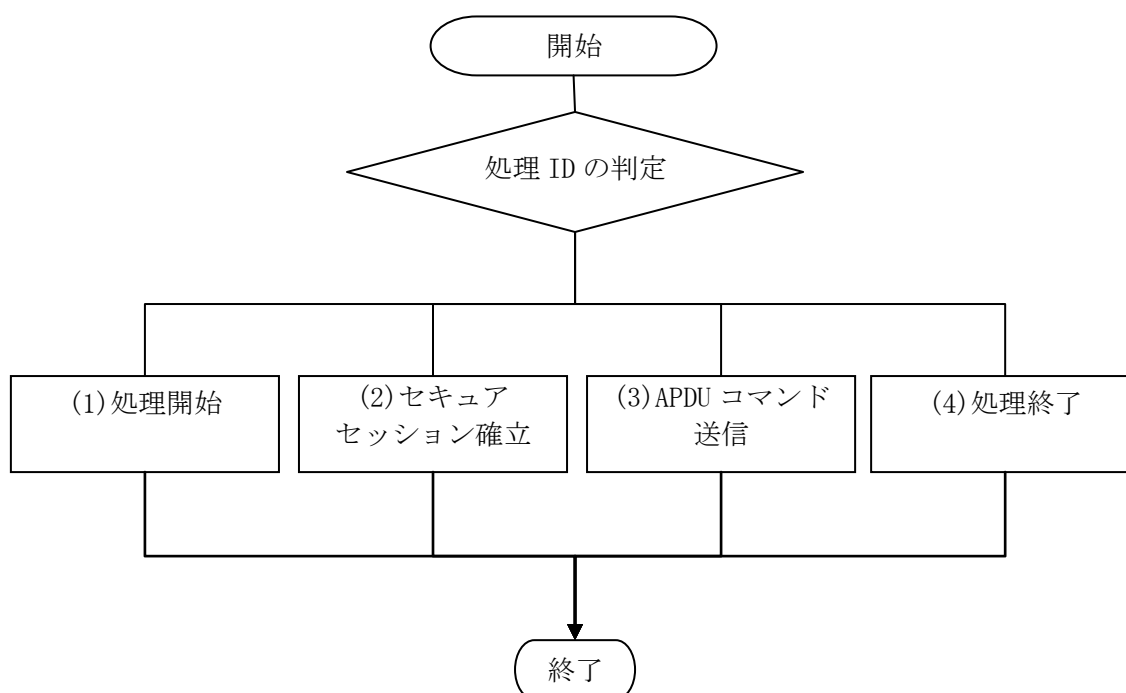 開始
処理 ID の判定
(1)処理開始
(2)セキュア
セッション確立
(3)APDU コマンド
送信
(4)処理終了
終了